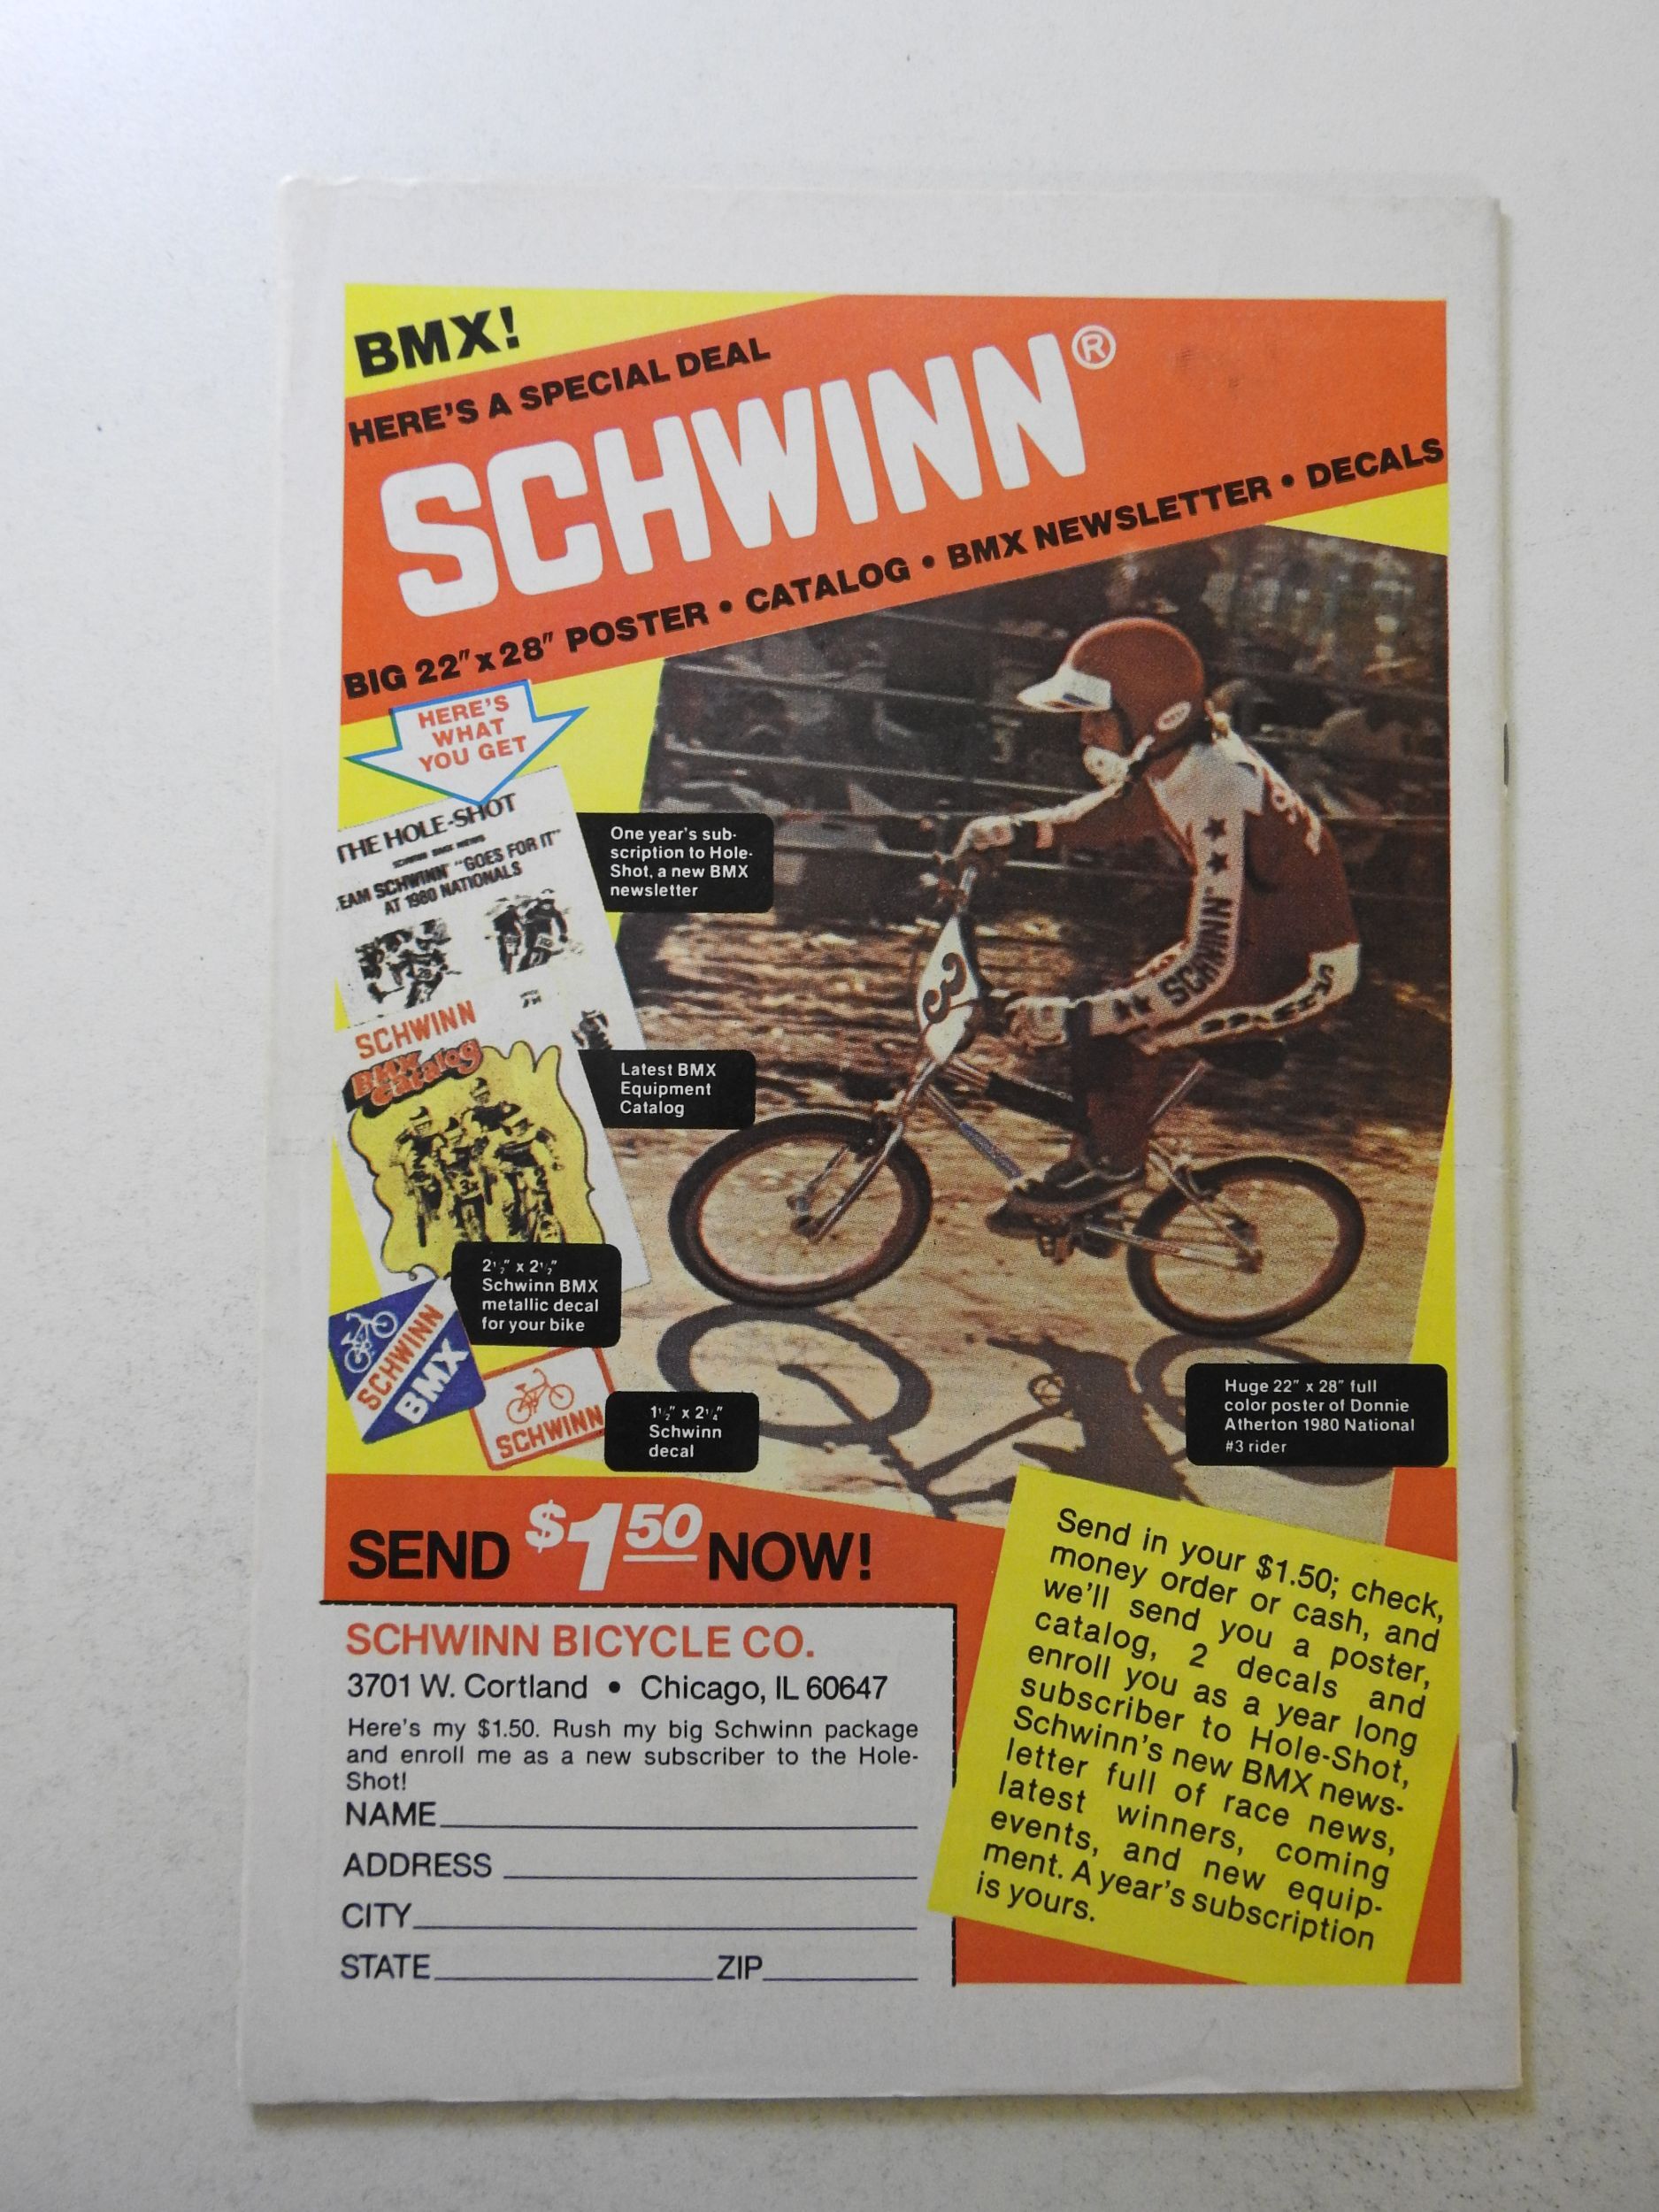 BMX!
HERE'S A SPECIAL DEAL
SCHWINN®
BIG 22" x 28" POSTER • CATALOG • BMX NEWSLETTER • DECALS
HERE'S
WHAT
YOU GET
THE HOLE-SHOT
SCHWINN BMX NEWS
TEAM SCHWINN "GOES FOR IT"
AT 1980 NATIONALS
One year's sub-
scription to Hole-
Shot, a new BMX
newsletter
SCHWINN
BMX
Catalog
Latest BMX
Equipment
Catalog
2½" x 2½"
Schwinn BMX
metallic decal
for your bike
SCHWINN
BMX
SCHWINN
1½" x 2¼"
Schwinn
decal
BELL
SCHWINN
3
Huge 22" x 28" full
color poster of Donnie
Atherton 1980 National
#3 rider
SEND $1.50 NOW!
SCHWINN BICYCLE CO.
3701 W. Cortland • Chicago, IL 60647
Here's my $1.50. Rush my big Schwinn package
and enroll me as a new subscriber to the Hole-
Shot!
NAME
ADDRESS
CITY
STATE ZIP
Send in your $1.50; check,
money order or cash, and
we'll send you a poster,
catalog, 2 decals and
enroll you as a year long
subscriber to Hole-Shot,
Schwinn's new BMX news-
letter full of race news,
latest winners, coming
events, and new equip-
ment. A year's subscription
is yours.